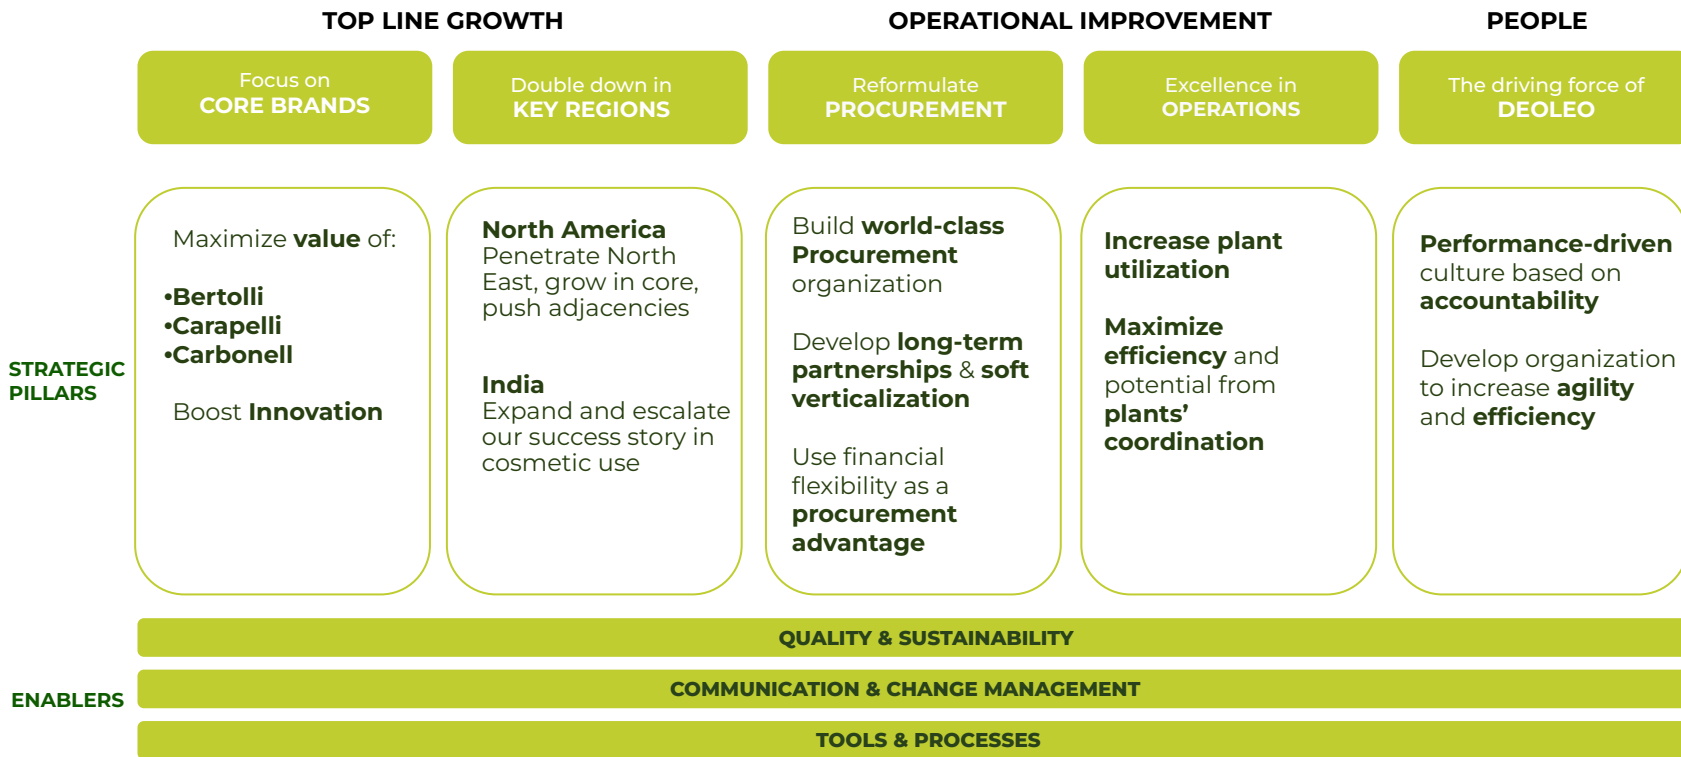 TOP LINE GROWTH
OPERATIONAL IMPROVEMENT
PEOPLE
Focus on
CORE BRANDS
Double down in
KEY REGIONS
Reformulate
PROCUREMENT
Excellence in
OPERATIONS
The driving force of
DEOLEO
STRATEGIC
PILLARS
Maximize value of:
•Bertolli
•Carapelli
•Carbonell
Boost Innovation
North America
Penetrate North
East, grow in core,
push adjacencies
India
Expand and escalate
our success story in
cosmetic use
Build world-class
Procurement
organization
Develop long-term
partnerships & soft
verticalization
Use financial
flexibility as a
procurement
advantage
Increase plant
utilization
Maximize
efficiency and
potential from
plants’
coordination
Performance-driven
culture based on
accountability
Develop organization
to increase agility
and efficiency
ENABLERS
QUALITY & SUSTAINABILITY
COMMUNICATION & CHANGE MANAGEMENT
TOOLS & PROCESSES